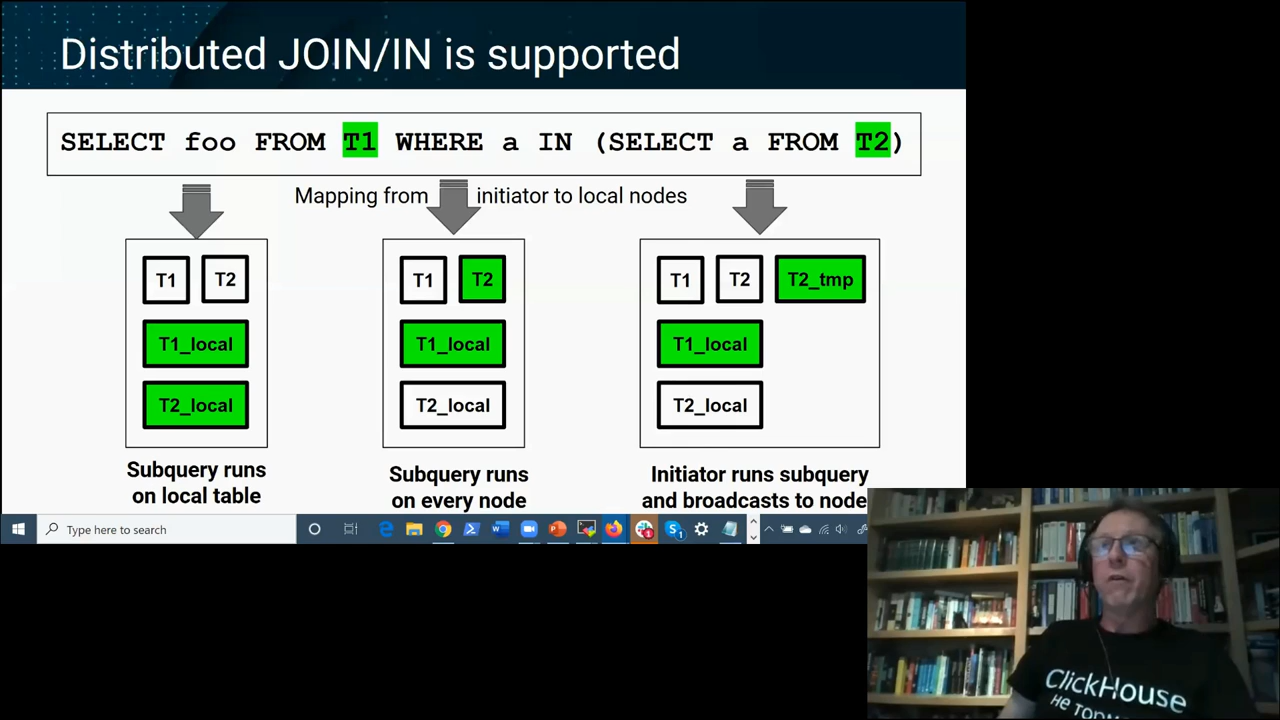 Distributed JOIN/IN is supported
SELECT foo FROM T1 WHERE a IN (SELECT a FROM T2)
Mapping from initiator to local nodes
T1 T2
T1_local
T2_local
Subquery runs
on local table
T1 T2
T1_local
T2_local
Subquery runs
on every node
T1 T2 T2_tmp
T1_local
T2_local
Initiator runs subquery
and broadcasts to node
Type here to search
ClickHouse
не